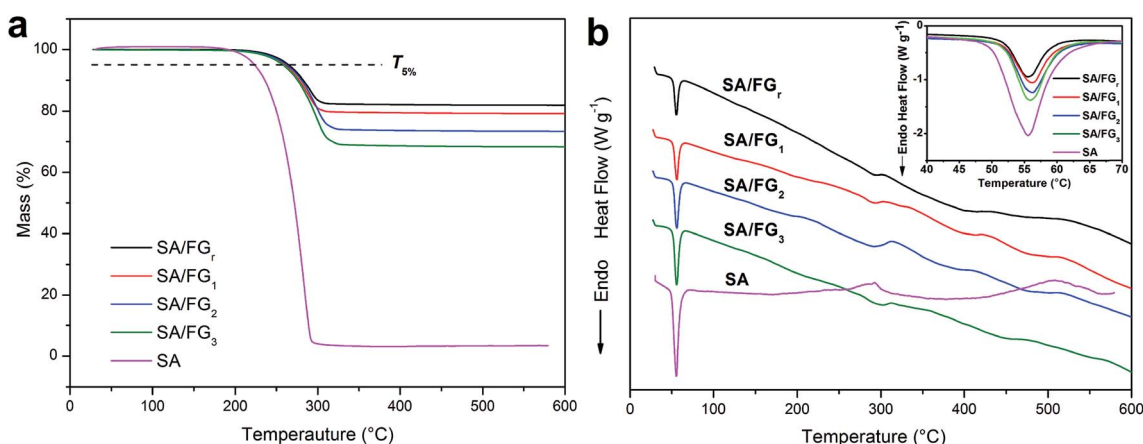 a
100
80
60
40
20
0
Mass (%)
T5%
SA/FGr
SA/FG1
SA/FG2
SA/FG3
SA
0 100 200 300 400 500 600
Temperauture (°C)
b
Endo Heat Flow (W g-1)
SA/FGr
SA/FG1
SA/FG2
SA/FG3
SA
0 100 200 300 400 500 600
Temperature (°C)
Endo Heat Flow (W g-1)
0
-1
-2
SA/FGr
SA/FG1
SA/FG2
SA/FG3
SA
40 45 50 55 60 65 70
Temperature (°C)